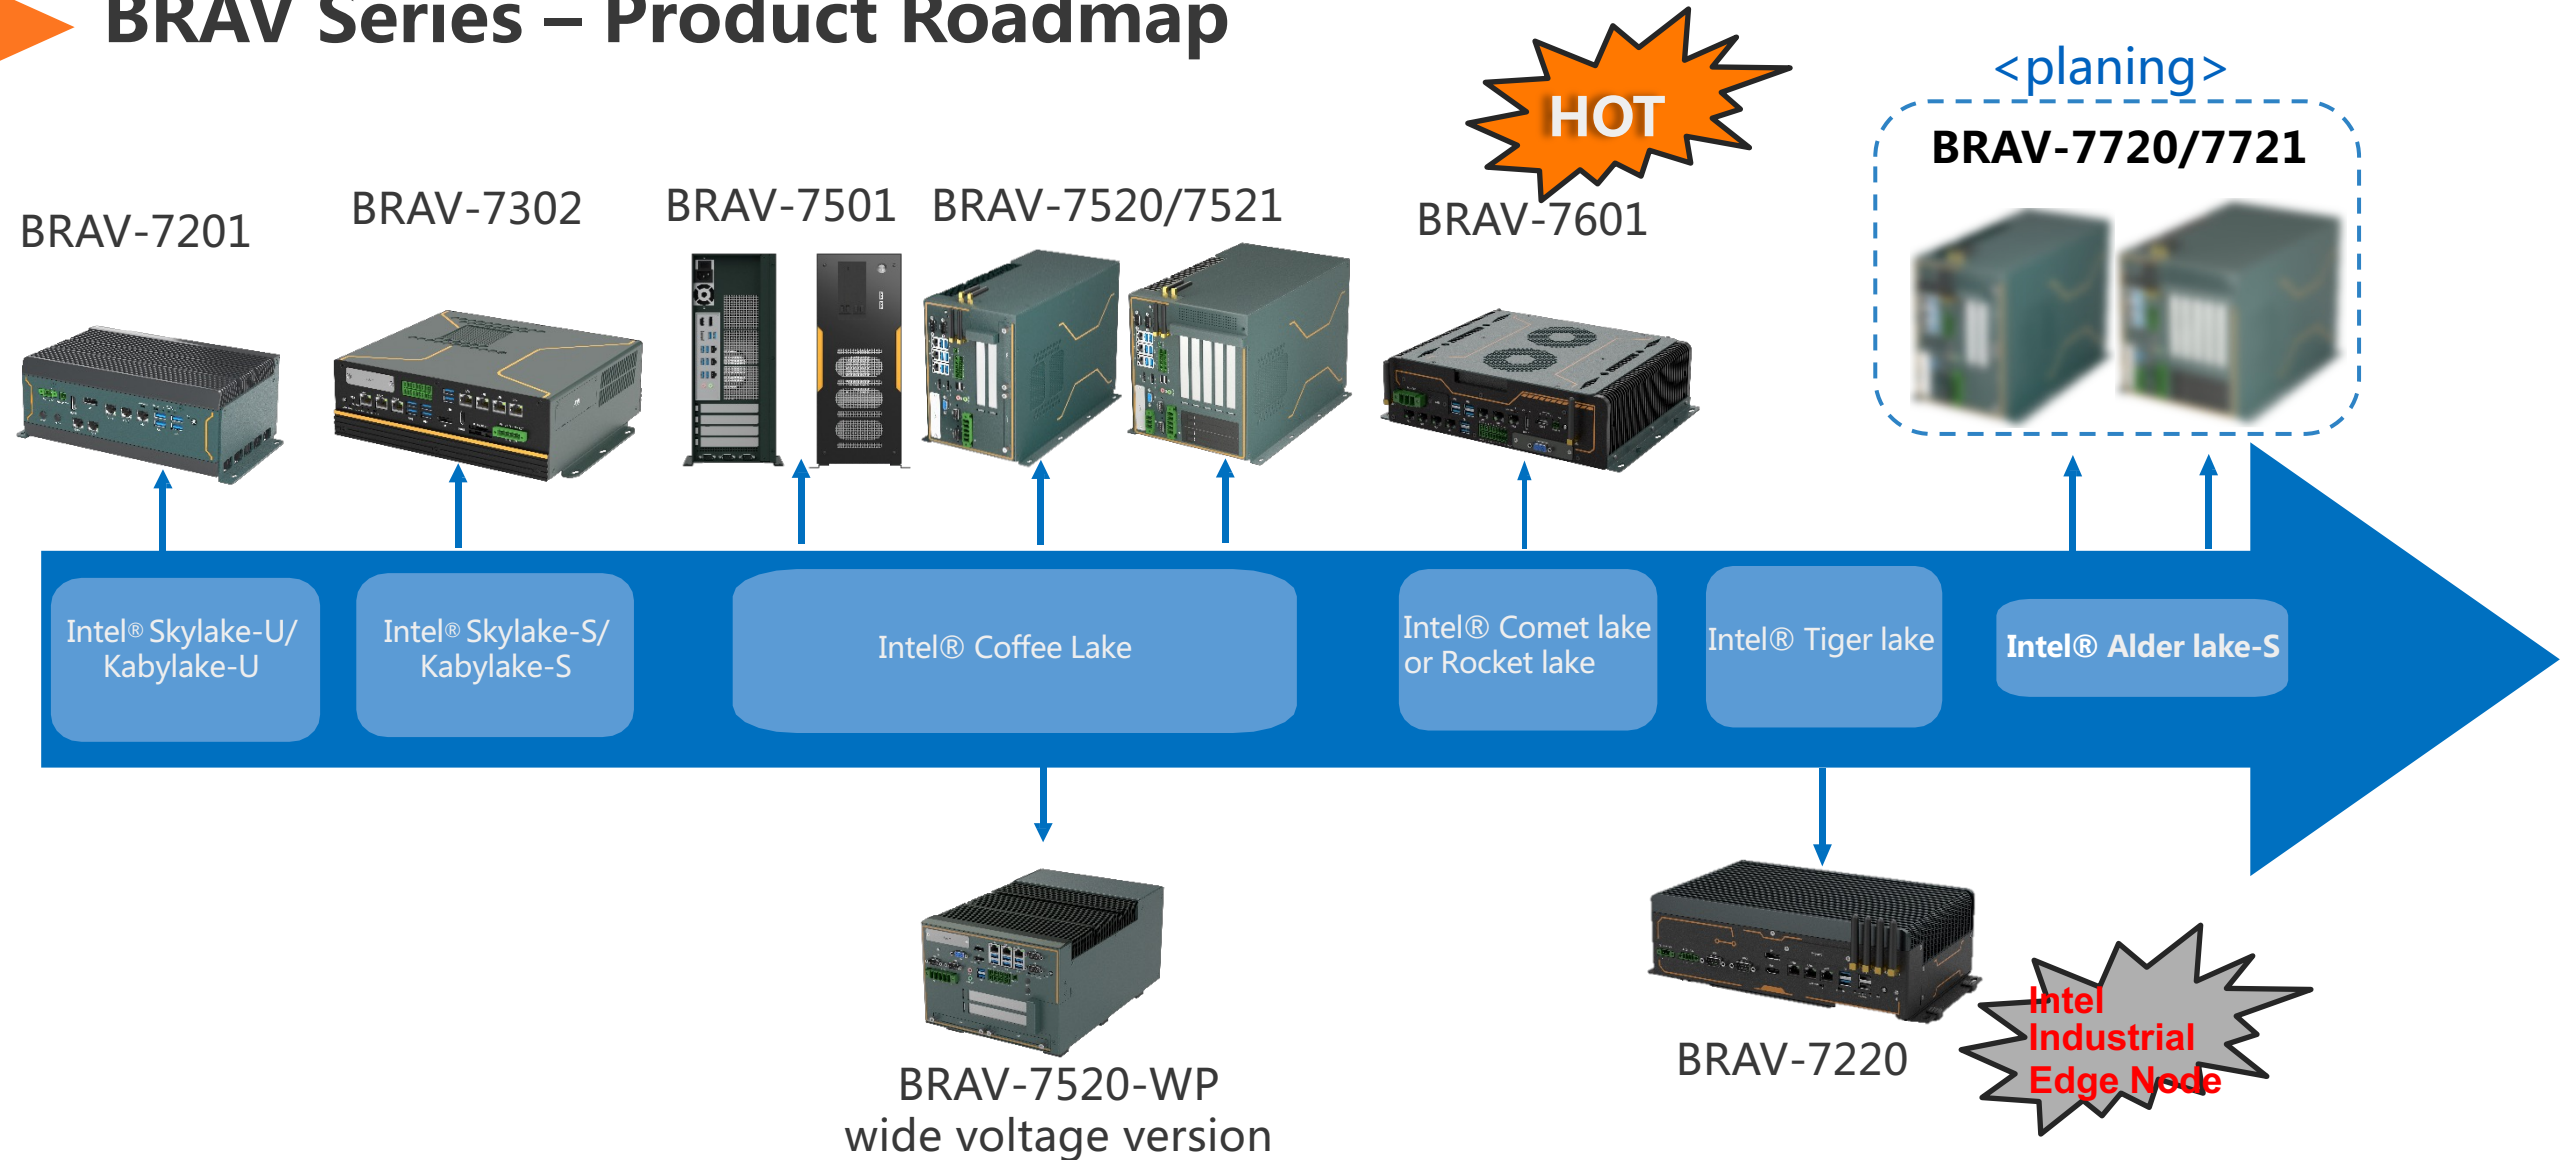 BRAV Series – Product Roadmap
HOT
<planing>
BRAV-7720/7721
BRAV-7201
BRAV-7302
BRAV-7501
BRAV-7520/7521
BRAV-7601
Intel® Skylake-U/
Kabylake-U
Intel® Skylake-S/
Kabylake-S
Intel® Coffee Lake
Intel® Comet lake
or Rocket lake
Intel® Tiger lake
Intel® Alder lake-S
BRAV-7520-WP
wide voltage version
BRAV-7220
Intel
Industrial
Edge Node